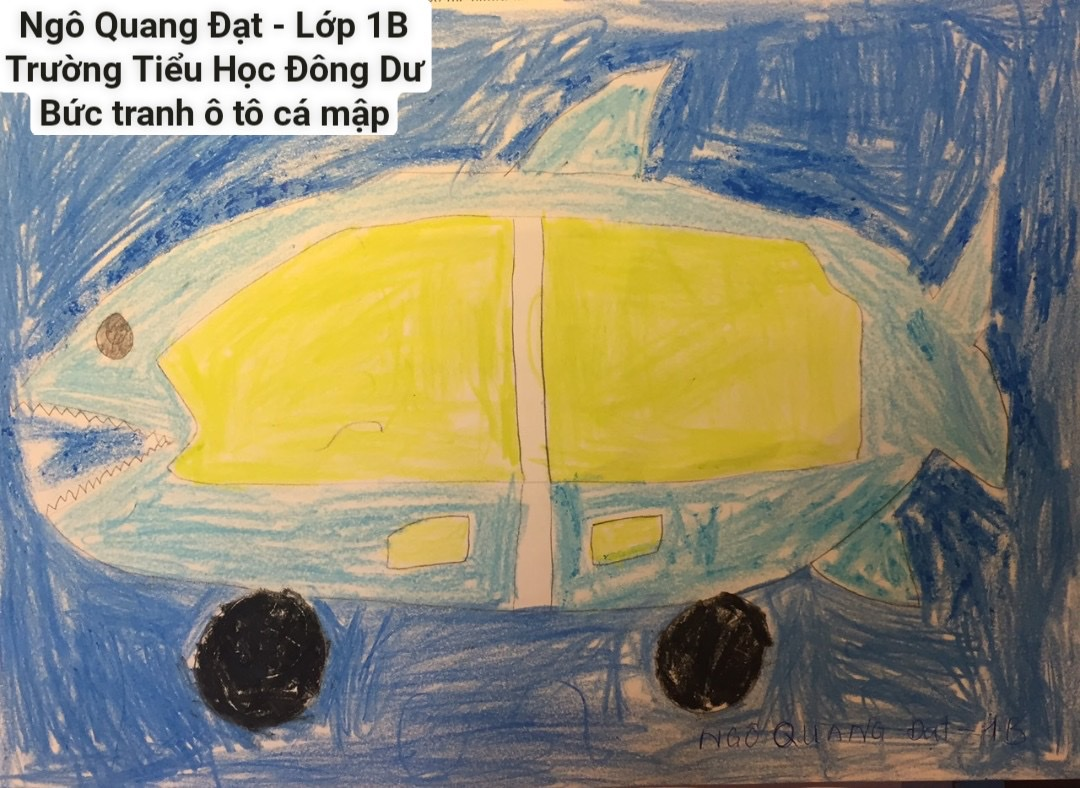 Ngô Quang Đạt - Lớp 1B
Trường Tiểu Học Đông Dư
Bức tranh ô tô cá mập
NGÔ QUANG Đạt - 1B